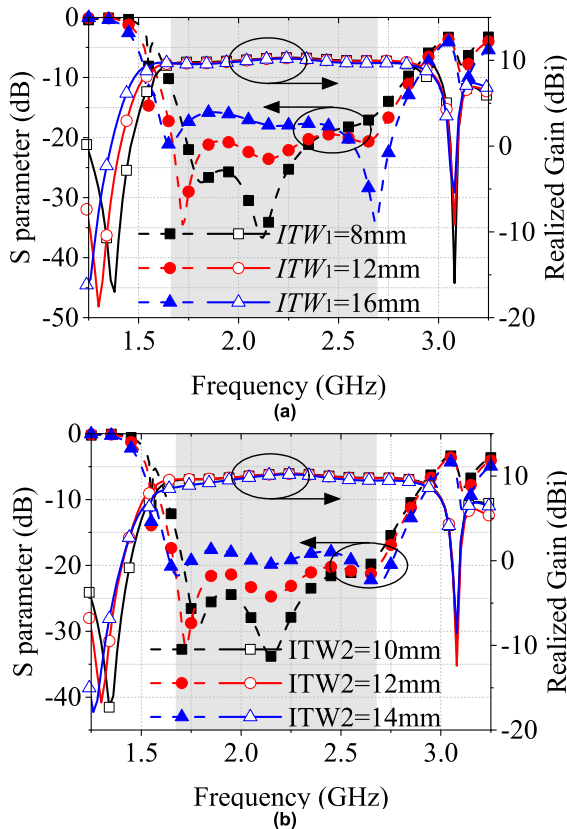 0
-10
-20
-30
-40
-50
S parameter (dB)
20
10
0
-10
-20
Realized Gain (dBi)
ITW1=8mm
ITW1=12mm
ITW1=16mm
1.5 2.0 2.5 3.0
Frequency (GHz)
(a)
0
-10
-20
-30
-40
S parameter (dB)
10
0
-10
-20
Realized Gain (dBi)
ITW2=10mm
ITW2=12mm
ITW2=14mm
1.5 2.0 2.5 3.0
Frequency (GHz)
(b)